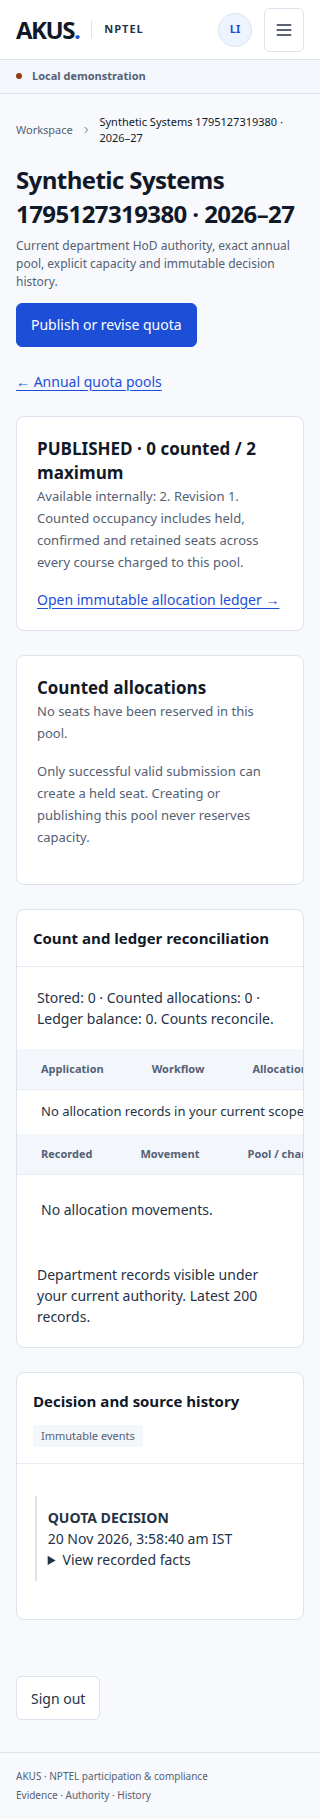 AKUS. NPTEL LI
Local demonstration
Workspace > Synthetic Systems 1795127319380 ·
2026–27
Synthetic Systems
1795127319380 · 2026–27
Current department HoD authority, exact annual
pool, explicit capacity and immutable decision
history.
Publish or revise quota
← Annual quota pools
PUBLISHED · 0 counted / 2
maximum
Available internally: 2. Revision 1.
Counted occupancy includes held,
confirmed and retained seats across
every course charged to this pool.
Open immutable allocation ledger →
Counted allocations
No seats have been reserved in this
pool.
Only successful valid submission can
create a held seat. Creating or
publishing this pool never reserves
capacity.
Count and ledger reconciliation
Stored: 0 · Counted allocations: 0 ·
Ledger balance: 0. Counts reconcile.
Application Workflow Allocation
No allocation records in your current scope
Recorded Movement Pool / char
No allocation movements.
Department records visible under
your current authority. Latest 200
records.
Decision and source history
Immutable events
QUOTA DECISION
20 Nov 2026, 3:58:40 am IST
▶ View recorded facts
Sign out
AKUS · NPTEL participation & compliance
Evidence · Authority · History